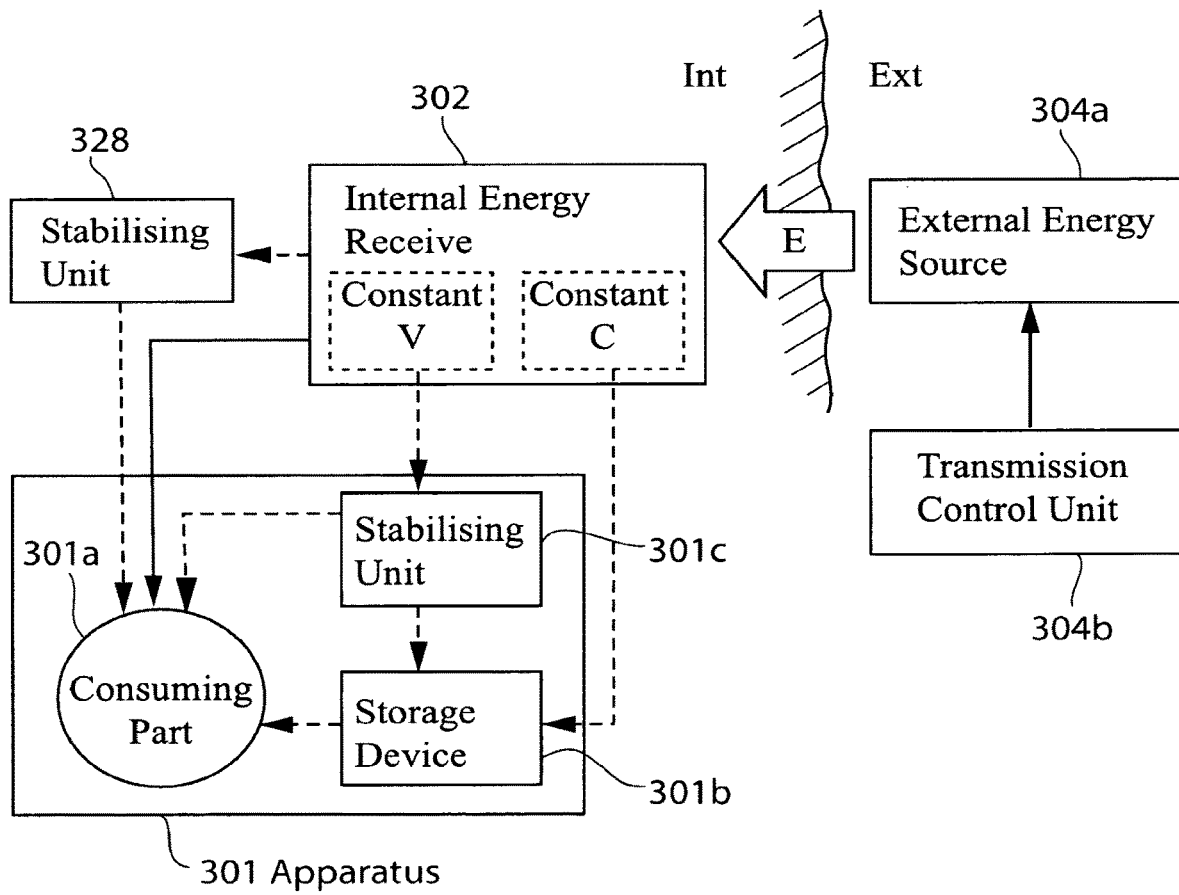 Int
Ext
302
304a
328
Internal Energy
Receive
External Energy
Source
Stabilising
Unit
E
Constant
V
Constant
C
Transmission
Control Unit
Stabilising
Unit
301c
301a
304b
Consuming
Part
Storage
Device
301b
301 Apparatus